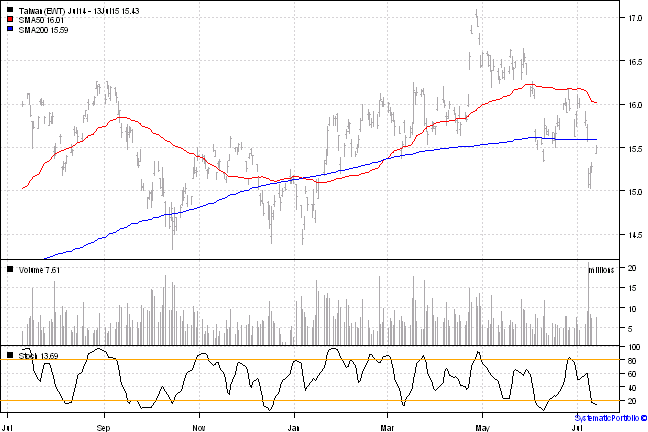 Taiwan (EWT) Jul14 - 13Jul15 15.43
SMA50 16.01
SMA200 15.59
17.0
16.5
16.0
15.5
15.0
14.5
Volume 7.61
millions
20
15
10
5
Stoch 13.69
100
80
60
40
20
Jul Sep Nov Jan Mar May Jul
SystematicPortfolio ©